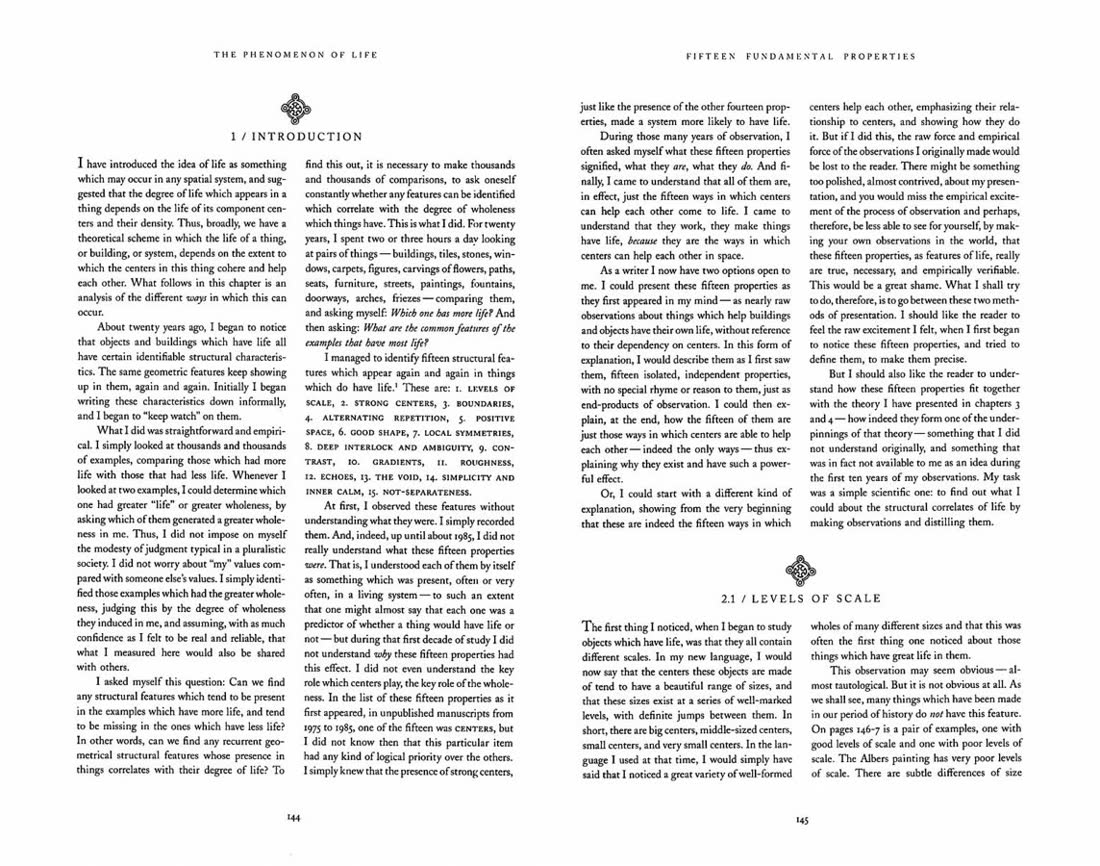 THE PHENOMENON OF LIFE
1 / INTRODUCTION
I have introduced the idea of life as something
which may occur in any spatial system, and sug-
gested that the degree of life which appears in a
thing depends on the life of its component cen-
ters and their density. Thus, broadly, we have a
theoretical scheme in which the life of a thing,
or building, or system, depends on the extent to
which the centers in this thing cohere and help
each other. What follows in this chapter is an
analysis of the different ways in which this can
occur.
About twenty years ago, I began to notice
that objects and buildings which have life all
have certain identifiable structural characteris-
tics. The same geometric features keep showing
up in them, again and again. Initially I began
writing these characteristics down informally,
and I began to “keep watch” on them.
What I did was straightforward and empiri-
cal. I simply looked at thousands and thousands
of examples, comparing those which had more
life with those that had less life. Whenever I
looked at two examples, I could determine which
one had greater “life” or greater wholeness, by
asking which of them generated a greater whole-
ness in me. Thus, I did not impose on myself
the modesty of judgment typical in a pluralistic
society. I did not worry about “my” values com-
pared with someone else’s values. I simply identi-
fied those examples which had the greater whole-
ness, judging this by the degree of wholeness
they induced in me, and assuming, with as much
confidence as I felt to be real and reliable, that
what I measured here would also be shared
with others.
I asked myself this question: Can we find
any structural features which tend to be present
in the examples which have more life, and tend
to be missing in the ones which have less life?
In other words, can we find any recurrent geo-
metrical structural features whose presence in
things correlates with their degree of life? To
find this out, it is necessary to make thousands
and thousands of comparisons, to ask oneself
constantly whether any features can be identified
which correlate with the degree of wholeness
which things have. This is what I did. For twenty
years, I spent two or three hours a day looking
at pairs of things — buildings, tiles, stones, win-
dows, carpets, figures, carvings of flowers, paths,
seats, furniture, streets, paintings, fountains,
doorways, arches, friezes — comparing them,
and asking myself: Which one has more life? And
then asking: What are the common features of the
examples that have most life?
I managed to identify fifteen structural fea-
tures which appear again and again in things
which do have life.¹ These are: 1. LEVELS OF
SCALE, 2. STRONG CENTERS, 3. BOUNDARIES,
4. ALTERNATING REPETITION, 5. POSITIVE
SPACE, 6. GOOD SHAPE, 7. LOCAL SYMMETRIES,
8. DEEP INTERLOCK AND AMBIGUITY, 9. CON-
TRAST, 10. GRADIENTS, 11. ROUGHNESS,
12. ECHOES, 13. THE VOID, 14. SIMPLICITY AND
INNER CALM, 15. NOT-SEPARATENESS.
At first, I observed these features without
understanding what they were. I simply recorded
them. And, indeed, up until about 1985, I did not
really understand what these fifteen properties
were. That is, I understood each of them by itself
as something which was present, often or very
often, in a living system — to such an extent
that one might almost say that each one was a
predictor of whether a thing would have life or
not — but during that first decade of study I did
not understand why these fifteen properties had
this effect. I did not even understand the key
role which centers play, the key role of the whole-
ness. In the list of these fifteen properties as it
first appeared, in unpublished manuscripts from
1975 to 1985, one of the fifteen was CENTERS, but
I did not know then that this particular item
had any kind of logical priority over the others.
I simply knew that the presence of strong centers,
144
FIFTEEN FUNDAMENTAL PROPERTIES
just like the presence of the other fourteen prop-
erties, made a system more likely to have life.
During those many years of observation, I
often asked myself what these fifteen properties
signified, what they are, what they do. And fi-
nally, I came to understand that all of them are,
in effect, just the fifteen ways in which centers
can help each other come to life. I came to
understand that they work, they make things
have life, because they are the ways in which
centers can help each other in space.
As a writer I now have two options open to
me. I could present these fifteen properties as
they first appeared in my mind — as nearly raw
observations about things which help buildings
and objects have their own life, without reference
to their dependency on centers. In this form of
explanation, I would describe them as I first saw
them, fifteen isolated, independent properties,
with no special rhyme or reason to them, just as
end-products of observation. I could then ex-
plain, at the end, how the fifteen of them are
just those ways in which centers are able to help
each other — indeed the only ways — thus ex-
plaining why they exist and have such a power-
ful effect.
Or, I could start with a different kind of
explanation, showing from the very beginning
that these are indeed the fifteen ways in which
centers help each other, emphasizing their rela-
tionship to centers, and showing how they do
it. But if I did this, the raw force and empirical
force of the observations I originally made would
be lost to the reader. There might be something
too polished, almost contrived, about my presen-
tation, and you would miss the empirical excite-
ment of the process of observation and perhaps,
therefore, be less able to see for yourself, by mak-
ing your own observations in the world, that
these fifteen properties, as features of life, really
are true, necessary, and empirically verifiable.
This would be a great shame. What I shall try
to do, therefore, is to go between these two meth-
ods of presentation. I should like the reader to
feel the raw excitement I felt, when I first began
to notice these fifteen properties, and tried to
define them, to make them precise.
But I should also like the reader to under-
stand how these fifteen properties fit together
with the theory I have presented in chapters 3
and 4 — how indeed they form one of the under-
pinnings of that theory — something that I did
not understand originally, and something that
was in fact not available to me as an idea during
the first ten years of my observations. My task
was a simple scientific one: to find out what I
could about the structural correlates of life by
making observations and distilling them.
2.1 / LEVELS OF SCALE
The first thing I noticed, when I began to study
objects which have life, was that they all contain
different scales. In my new language, I would
now say that the centers these objects are made
of tend to have a beautiful range of sizes, and
that these sizes exist at a series of well-marked
levels, with definite jumps between them. In
short, there are big centers, middle-sized centers,
small centers, and very small centers. In the lan-
guage I used at that time, I would simply have
said that I noticed a great variety of well-formed
wholes of many different sizes and that this was
often the first thing one noticed about those
things which have great life in them.
This observation may seem obvious — al-
most tautological. But it is not obvious at all. As
we shall see, many things which have been made
in our period of history do not have this feature.
On pages 146-7 is a pair of examples, one with
good levels of scale and one with poor levels of
scale. The Albers painting has very poor levels
of scale. There are subtle differences of size
145